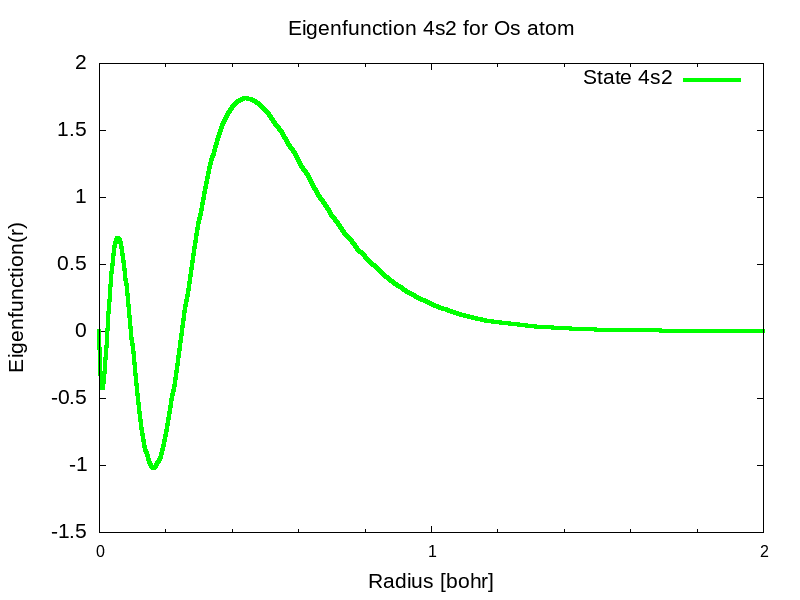 Eigenfunction 4s2 for Os atom
State 4s2
2
1.5
1
0.5
0
-0.5
-1
-1.5
Eigenfunction(r)
0 1 2
Radius [bohr]